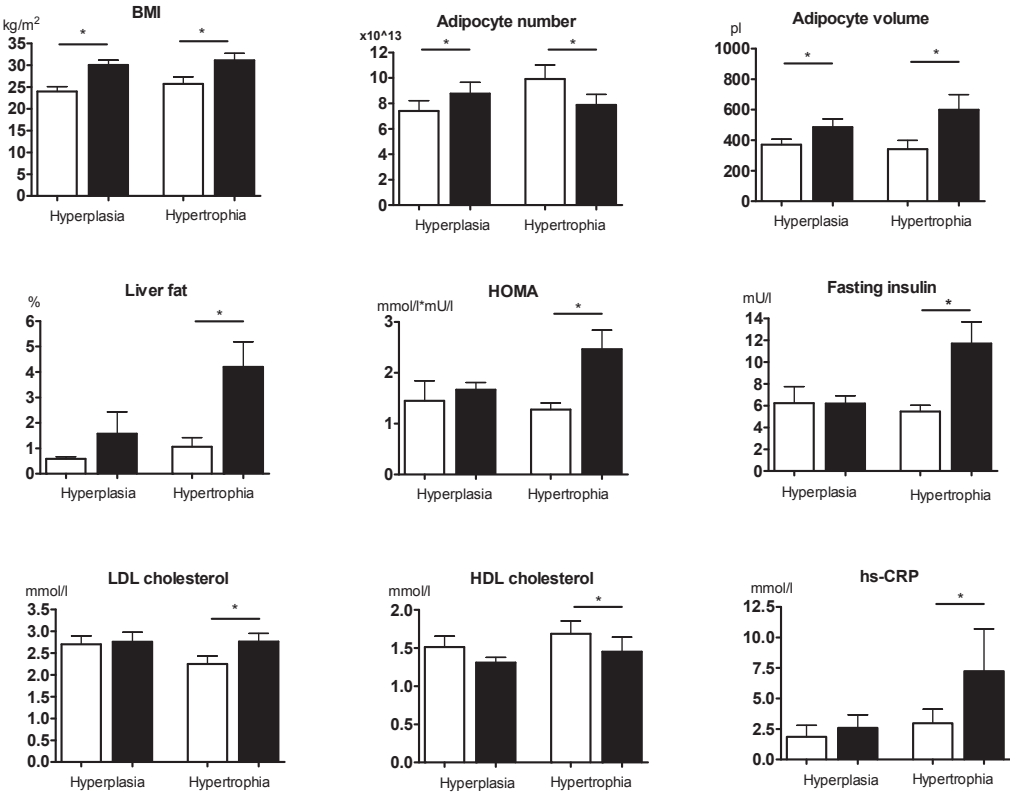 BMI
kg/m²
35
30
25
20
15
10
5
0
*
*
Hyperplasia
Hypertrophia
Adipocyte number
x10^13
12
10
8
6
4
2
0
*
*
Hyperplasia
Hypertrophia
Adipocyte volume
pl
1000
800
600
400
200
0
*
*
Hyperplasia
Hypertrophia
Liver fat
%
6
5
4
3
2
1
0
*
Hyperplasia
Hypertrophia
HOMA
mmol/l*mU/l
3
2
1
0
*
Hyperplasia
Hypertrophia
Fasting insulin
mU/l
14
12
10
8
6
4
2
0
*
Hyperplasia
Hypertrophia
LDL cholesterol
mmol/l
3.5
3.0
2.5
2.0
1.5
1.0
0.5
0.0
*
Hyperplasia
Hypertrophia
HDL cholesterol
mmol/l
2.0
1.5
1.0
0.5
0.0
*
Hyperplasia
Hypertrophia
hs-CRP
mmol/l
12.5
10.0
7.5
5.0
2.5
0.0
*
Hyperplasia
Hypertrophia